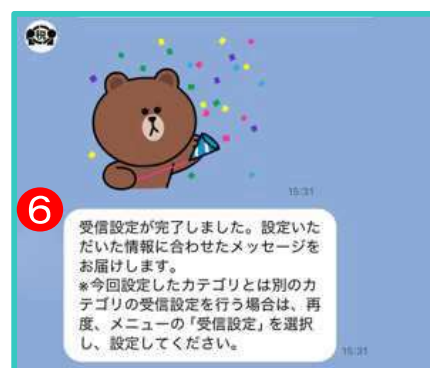 税
15:31
6
受信設定が完了しました。設定いた
だいた情報に合わせたメッセージを
お届けします。
※今回設定したカテゴリとは別のカ
テゴリの受信設定を行う場合は、再
度、メニューの「受信設定」を選択
し、設定してください。
15:31